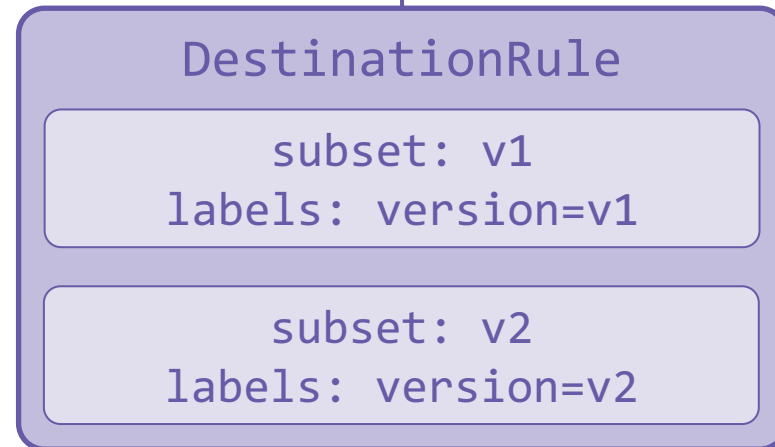 DestinationRule
subset: v1
labels: version=v1
subset: v2
labels: version=v2